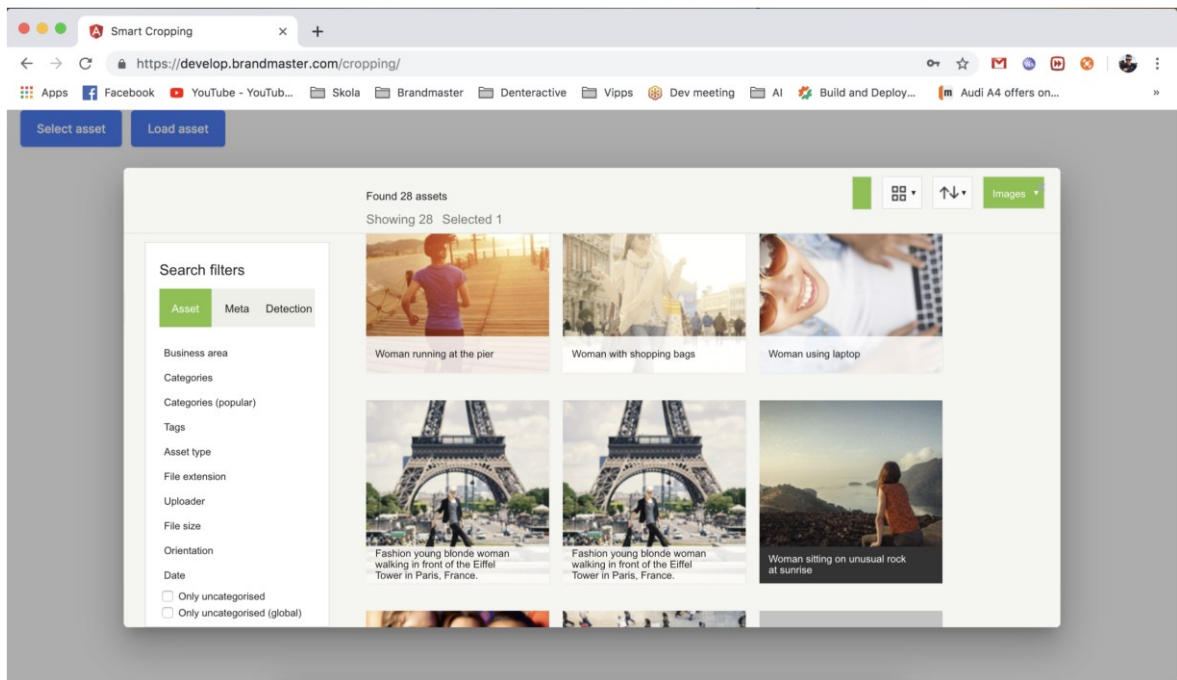 Smart Cropping
https://develop.brandmaster.com/cropping/
Apps Facebook YouTube - YouTub... Skola Brandmaster Denteractive Vipps Dev meeting AI Build and Deploy... Audi A4 offers on... »
Select asset Load asset
Found 28 assets
Showing 28 Selected 1
Images
Search filters
Asset Meta Detection
Business area
Categories
Categories (popular)
Tags
Asset type
File extension
Uploader
File size
Orientation
Date
Only uncategorised
Only uncategorised (global)
Woman running at the pier
Woman with shopping bags
Woman using laptop
Fashion young blonde woman
walking in front of the Eiffel
Tower in Paris, France.
Fashion young blonde woman
walking in front of the Eiffel
Tower in Paris, France.
Woman sitting on unusual rock
at sunrise